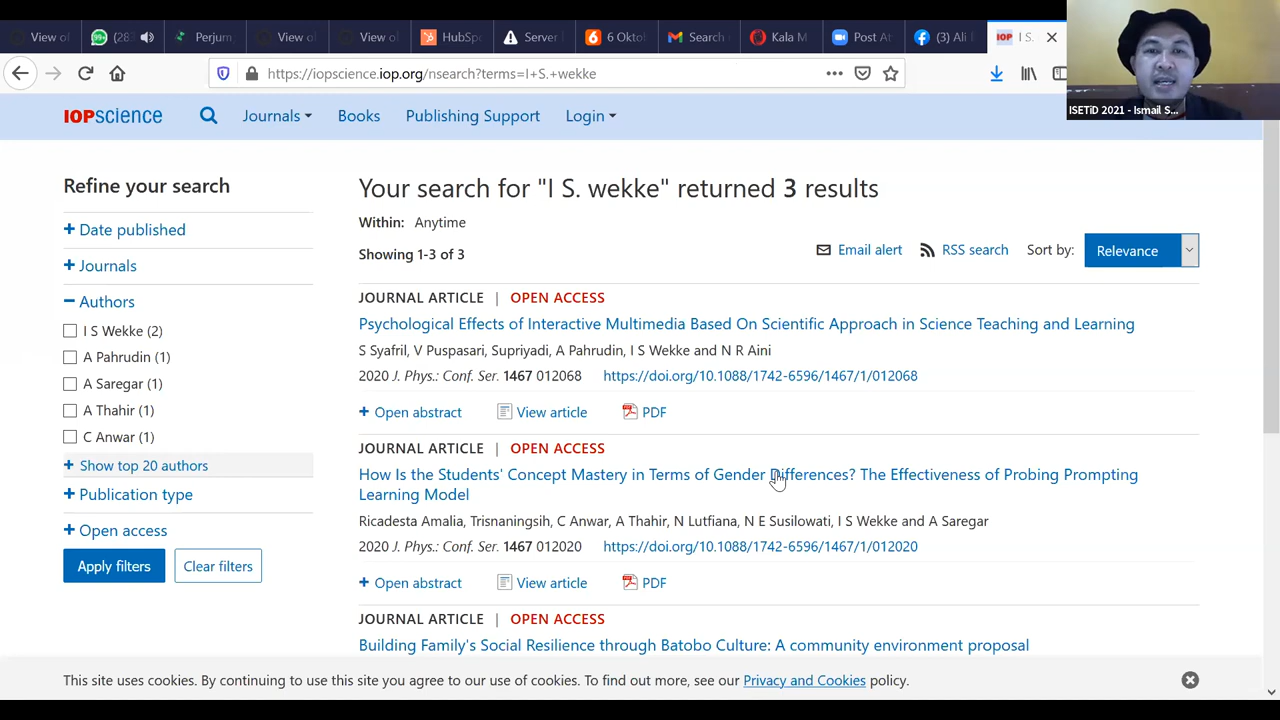 View of
(28
Perjum
View of
View of
HubSpo
Server
6 Oktob
Search
Kala M
Post At
(3) Ali I
IOP I S.
https://iopscience.iop.org/nsearch?terms=I+S.+wekke
ISETiD 2021 - Ismail S...
IOPscience Journals Books Publishing Support Login
Refine your search
+ Date published
+ Journals
− Authors
I S Wekke (2)
A Pahrudin (1)
A Saregar (1)
A Thahir (1)
C Anwar (1)
+ Show top 20 authors
+ Publication type
+ Open access
Apply filters Clear filters
Your search for "I S. wekke" returned 3 results
Within: Anytime
Showing 1-3 of 3
Email alert RSS search Sort by: Relevance
JOURNAL ARTICLE | OPEN ACCESS
Psychological Effects of Interactive Multimedia Based On Scientific Approach in Science Teaching and Learning
S Syafril, V Puspasari, Supriyadi, A Pahrudin, I S Wekke and N R Aini
2020 J. Phys.: Conf. Ser. 1467 012068 https://doi.org/10.1088/1742-6596/1467/1/012068
+ Open abstract View article PDF
JOURNAL ARTICLE | OPEN ACCESS
How Is the Students' Concept Mastery in Terms of Gender Differences? The Effectiveness of Probing Prompting
Learning Model
Ricadesta Amalia, Trisnaningsih, C Anwar, A Thahir, N Lutfiana, N E Susilowati, I S Wekke and A Saregar
2020 J. Phys.: Conf. Ser. 1467 012020 https://doi.org/10.1088/1742-6596/1467/1/012020
+ Open abstract View article PDF
JOURNAL ARTICLE | OPEN ACCESS
Building Family's Social Resilience through Batobo Culture: A community environment proposal
This site uses cookies. By continuing to use this site you agree to our use of cookies. To find out more, see our Privacy and Cookies policy.